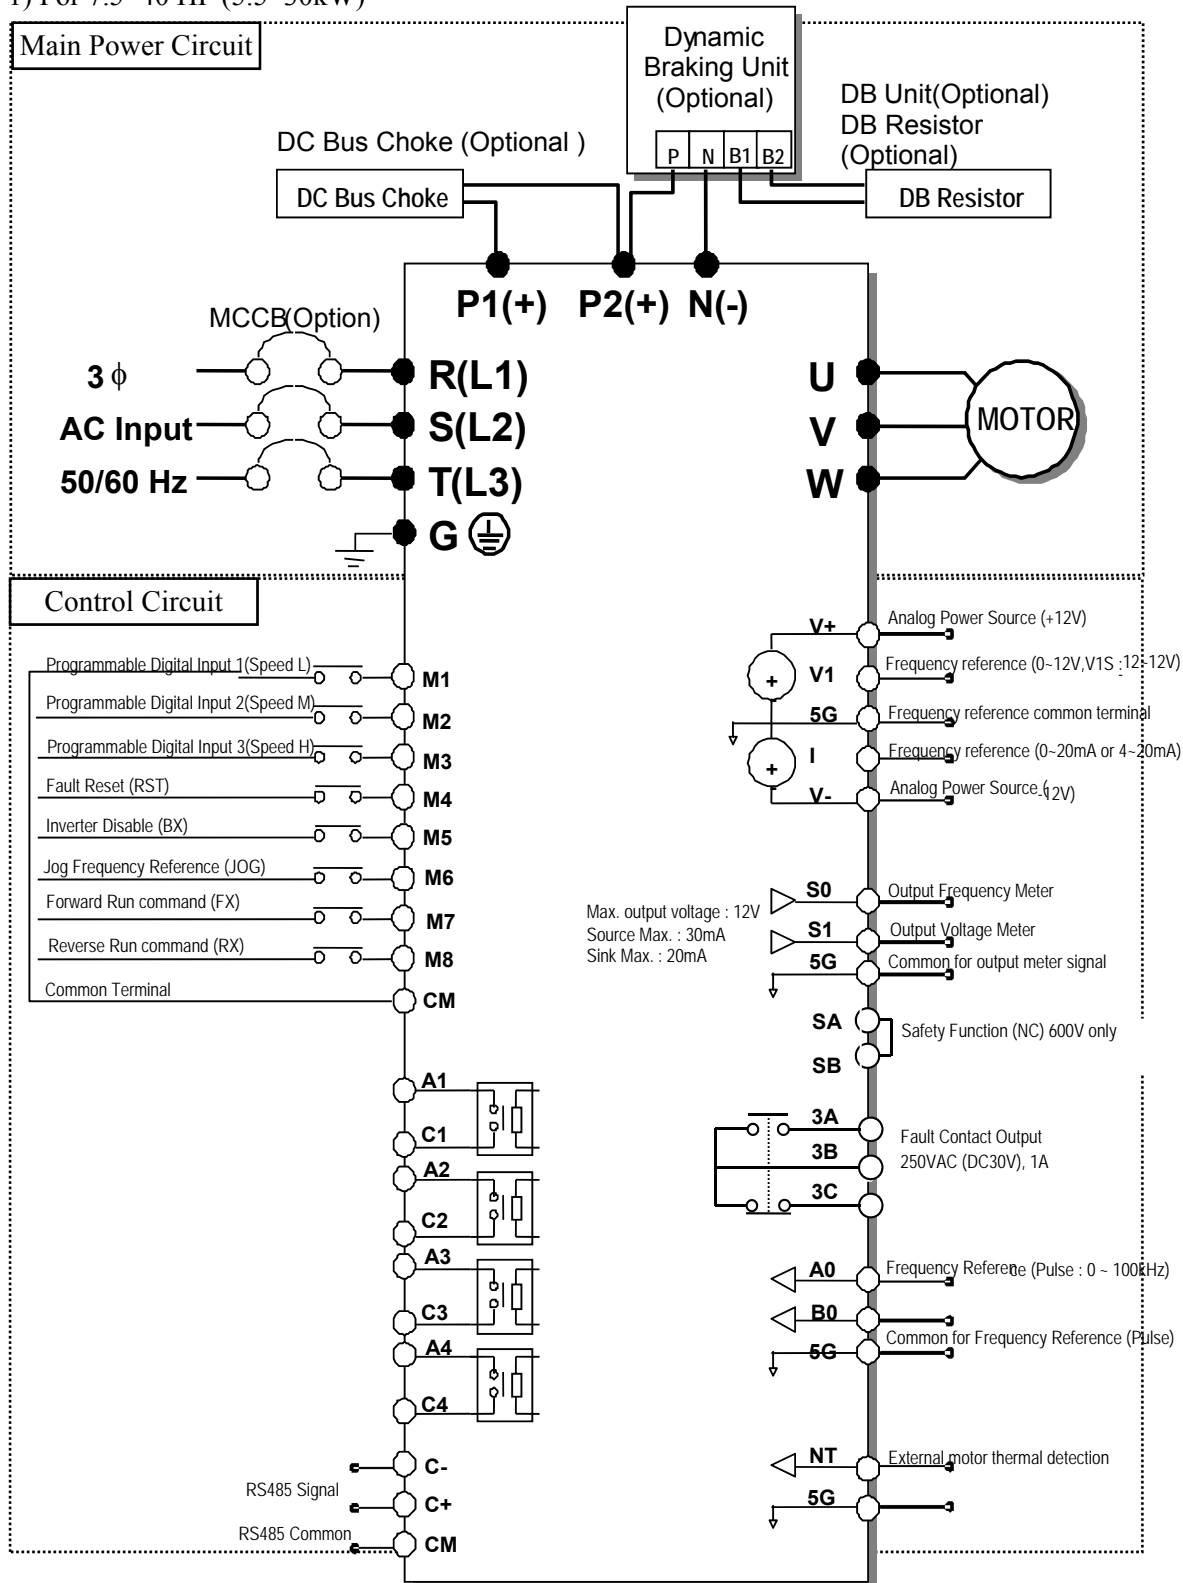 1) For 7.5~40 HP (5.5~30kW)
Main Power Circuit
Dynamic
Braking Unit
(Optional)
P N B1 B2
DB Unit(Optional)
DB Resistor
(Optional)
DC Bus Choke (Optional )
DC Bus Choke
DB Resistor
P1(+) P2(+) N(-)
MCCB(Option)
3 ϕ
AC Input
50/60 Hz
R(L1)
S(L2)
T(L3)
G
U
V
W
MOTOR
Control Circuit
Programmable Digital Input 1(Speed L)
M1
Programmable Digital Input 2(Speed M)
M2
Programmable Digital Input 3(Speed H)
M3
Fault Reset (RST)
M4
Inverter Disable (BX)
M5
Jog Frequency Reference (JOG)
M6
Forward Run command (FX)
M7
Reverse Run command (RX)
M8
Common Terminal
CM
V+ Analog Power Source (+12V)
+
V1 Frequency reference (0~12V,V1S : -12~12V)
5G Frequency reference common terminal
+
I Frequency reference (0~20mA or 4~20mA)
V- Analog Power Source (-12V)
Max. output voltage : 12V
Source Max. : 30mA
Sink Max. : 20mA
S0 Output Frequency Meter
S1 Output Voltage Meter
5G Common for output meter signal
SA
SB
Safety Function (NC) 600V only
A1
C1
A2
C2
A3
C3
A4
C4
3A
3B
3C
Fault Contact Output
250VAC (DC30V), 1A
A0 Frequency Reference (Pulse : 0 ~ 100kHz)
B0
5G Common for Frequency Reference (Pulse)
NT External motor thermal detection
5G
C-
RS485 Signal
C+
RS485 Common
CM